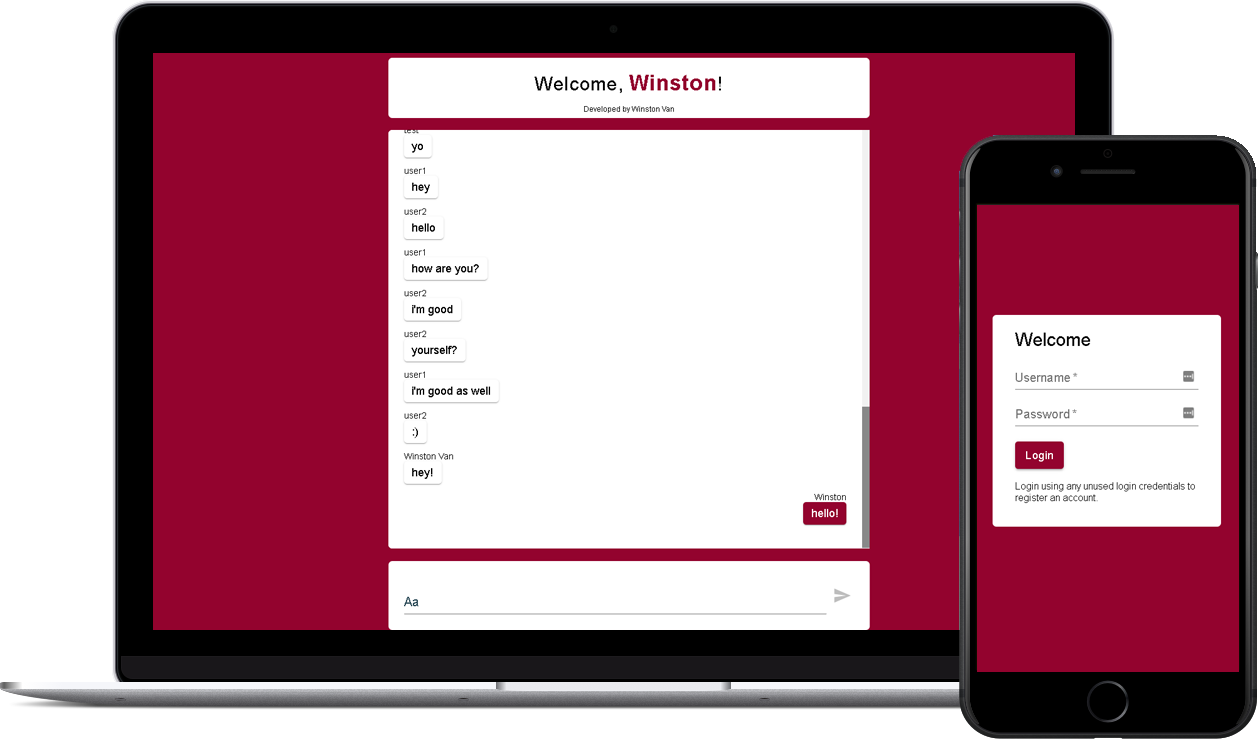 Welcome, Winston!
Developed by Winston Van
test
yo
user1
hey
user2
hello
user1
how are you?
user2
i'm good
user2
yourself?
user1
i'm good as well
user2
:)
Winston Van
hey!
Winston
hello!
Aa
Welcome
Username *
Password *
Login
Login using any unused login credentials to
register an account.